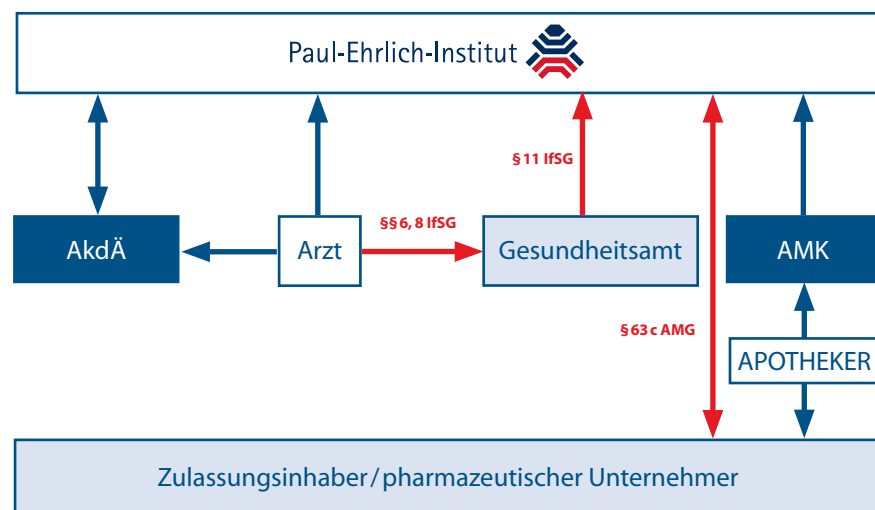 Paul-Ehrlich-Institut
§ 11 IfSG
AkdÄ
Arzt
§§ 6, 8 IfSG
Gesundheitsamt
AMK
§ 63 c AMG
APOTHEKER
Zulassungsinhaber / pharmazeutischer Unternehmer